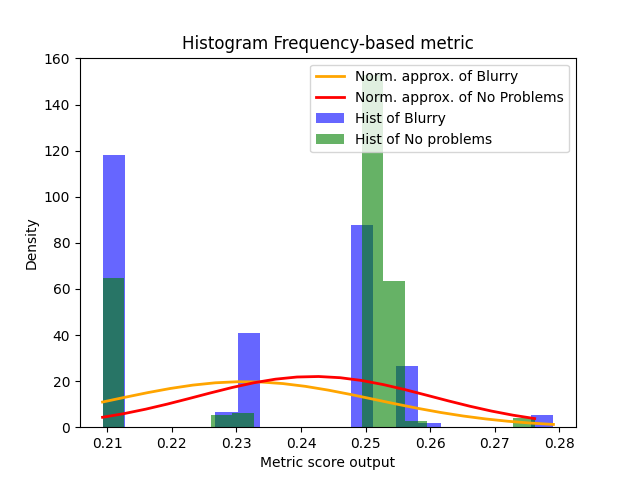 Histogram Frequency-based metric
160
140
120
100
80
60
40
20
0
Density
Norm. approx. of Blurry
Norm. approx. of No Problems
Hist of Blurry
Hist of No problems
0.21 0.22 0.23 0.24 0.25 0.26 0.27 0.28
Metric score output